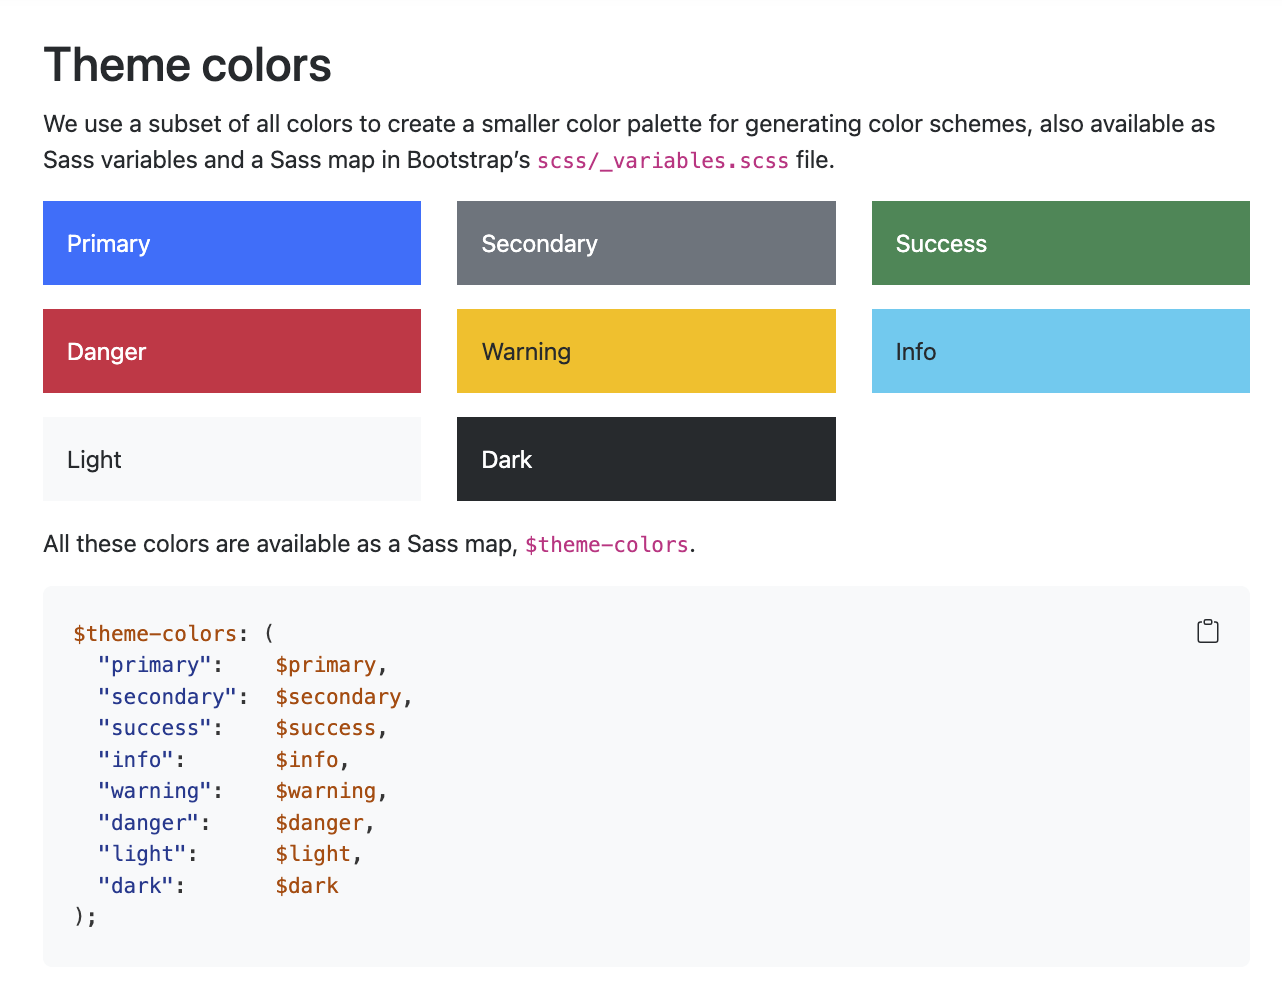 Theme colors
We use a subset of all colors to create a smaller color palette for generating color schemes, also available as
Sass variables and a Sass map in Bootstrap’s scss/_variables.scss file.
Primary
Secondary
Success
Danger
Warning
Info
Light
Dark
All these colors are available as a Sass map, $theme-colors.
$theme-colors: (
  "primary":    $primary,
  "secondary":  $secondary,
  "success":    $success,
  "info":       $info,
  "warning":    $warning,
  "danger":     $danger,
  "light":      $light,
  "dark":       $dark
);